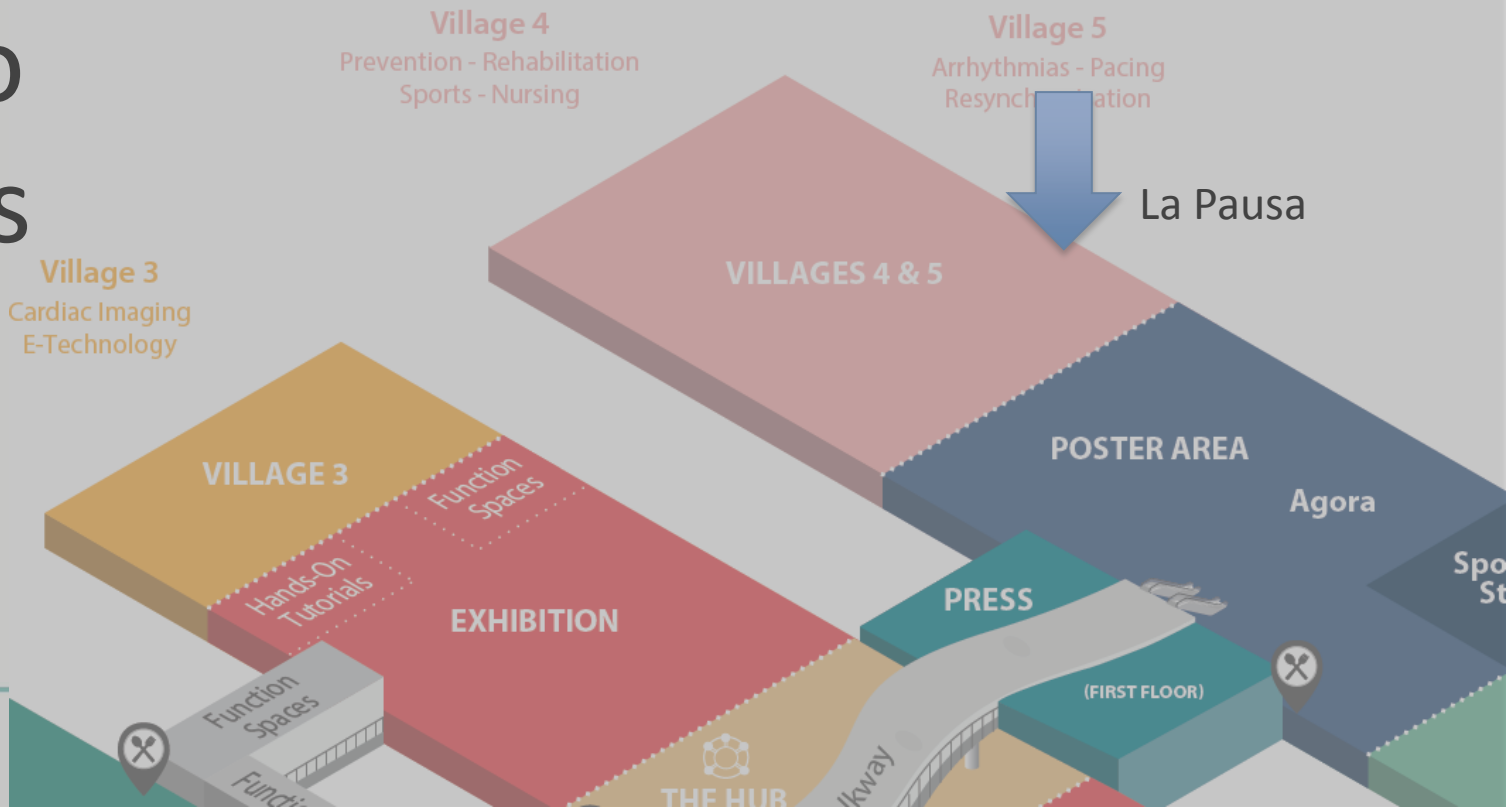 Village 4
Prevention - Rehabilitation
Sports - Nursing
Village 5
Arrhythmias - Pacing
La Pausa
Village 3
Cardiac Imaging
E-Technology
VILLAGES 4 & 5
VILLAGE 3
Function
Spaces
Hands-On
Tutorials
EXHIBITION
POSTER AREA
Agora
PRESS
(FIRST FLOOR)
Function
Spaces
THE HUB